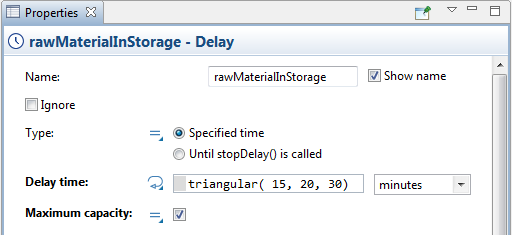 Properties
rawMaterialInStorage - Delay
Name: rawMaterialInStorage Show name
Ignore
Type: Specified time
Until stopDelay() is called
Delay time: triangular( 15, 20, 30) minutes
Maximum capacity: